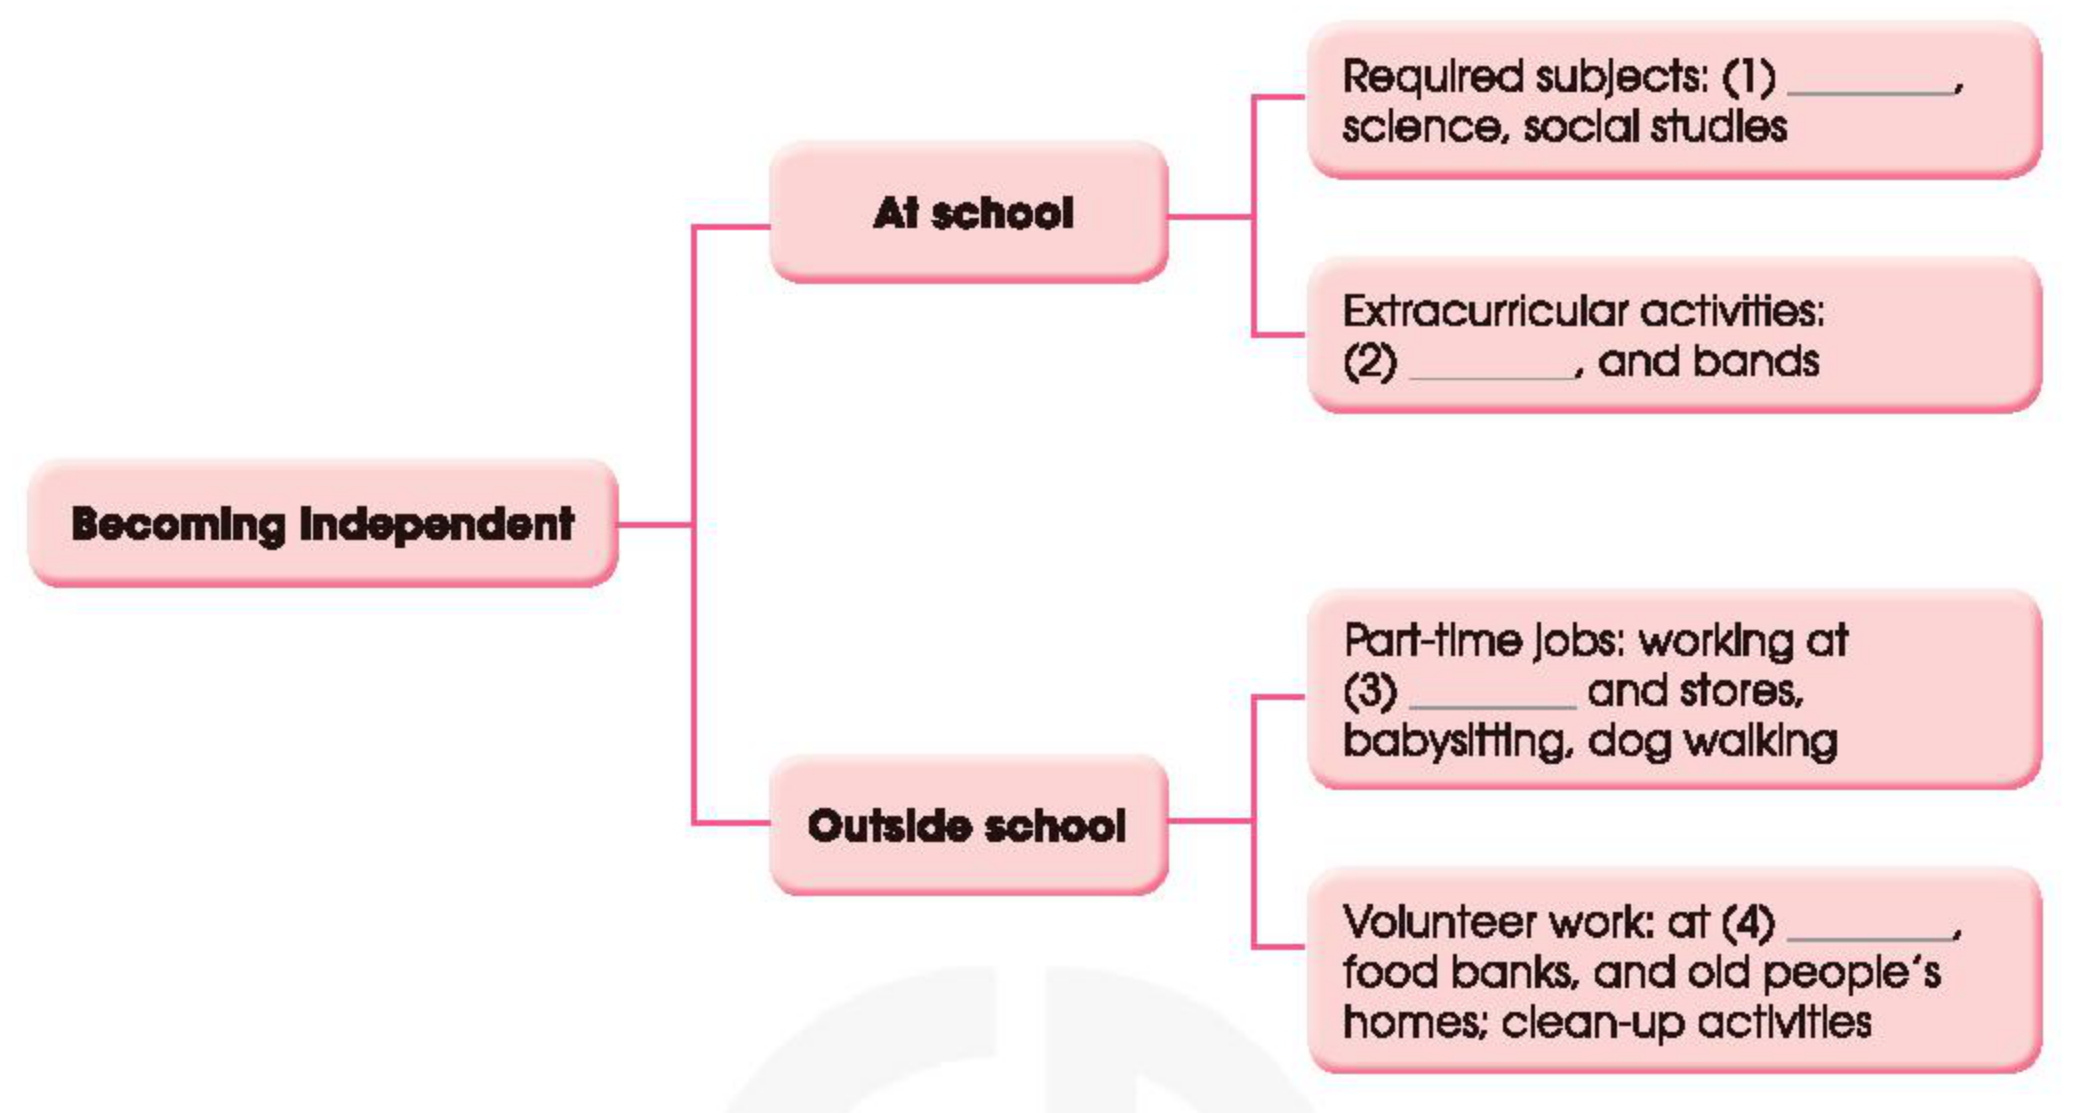 Becoming independent
At school
Required subjects: (1) ________,
science, social studies
Extracurricular activities:
(2) ________, and bands
Outside school
Part-time jobs: working at
(3) ________ and stores,
babysitting, dog walking
Volunteer work: at (4) ________,
food banks, and old people's
homes; clean-up activities